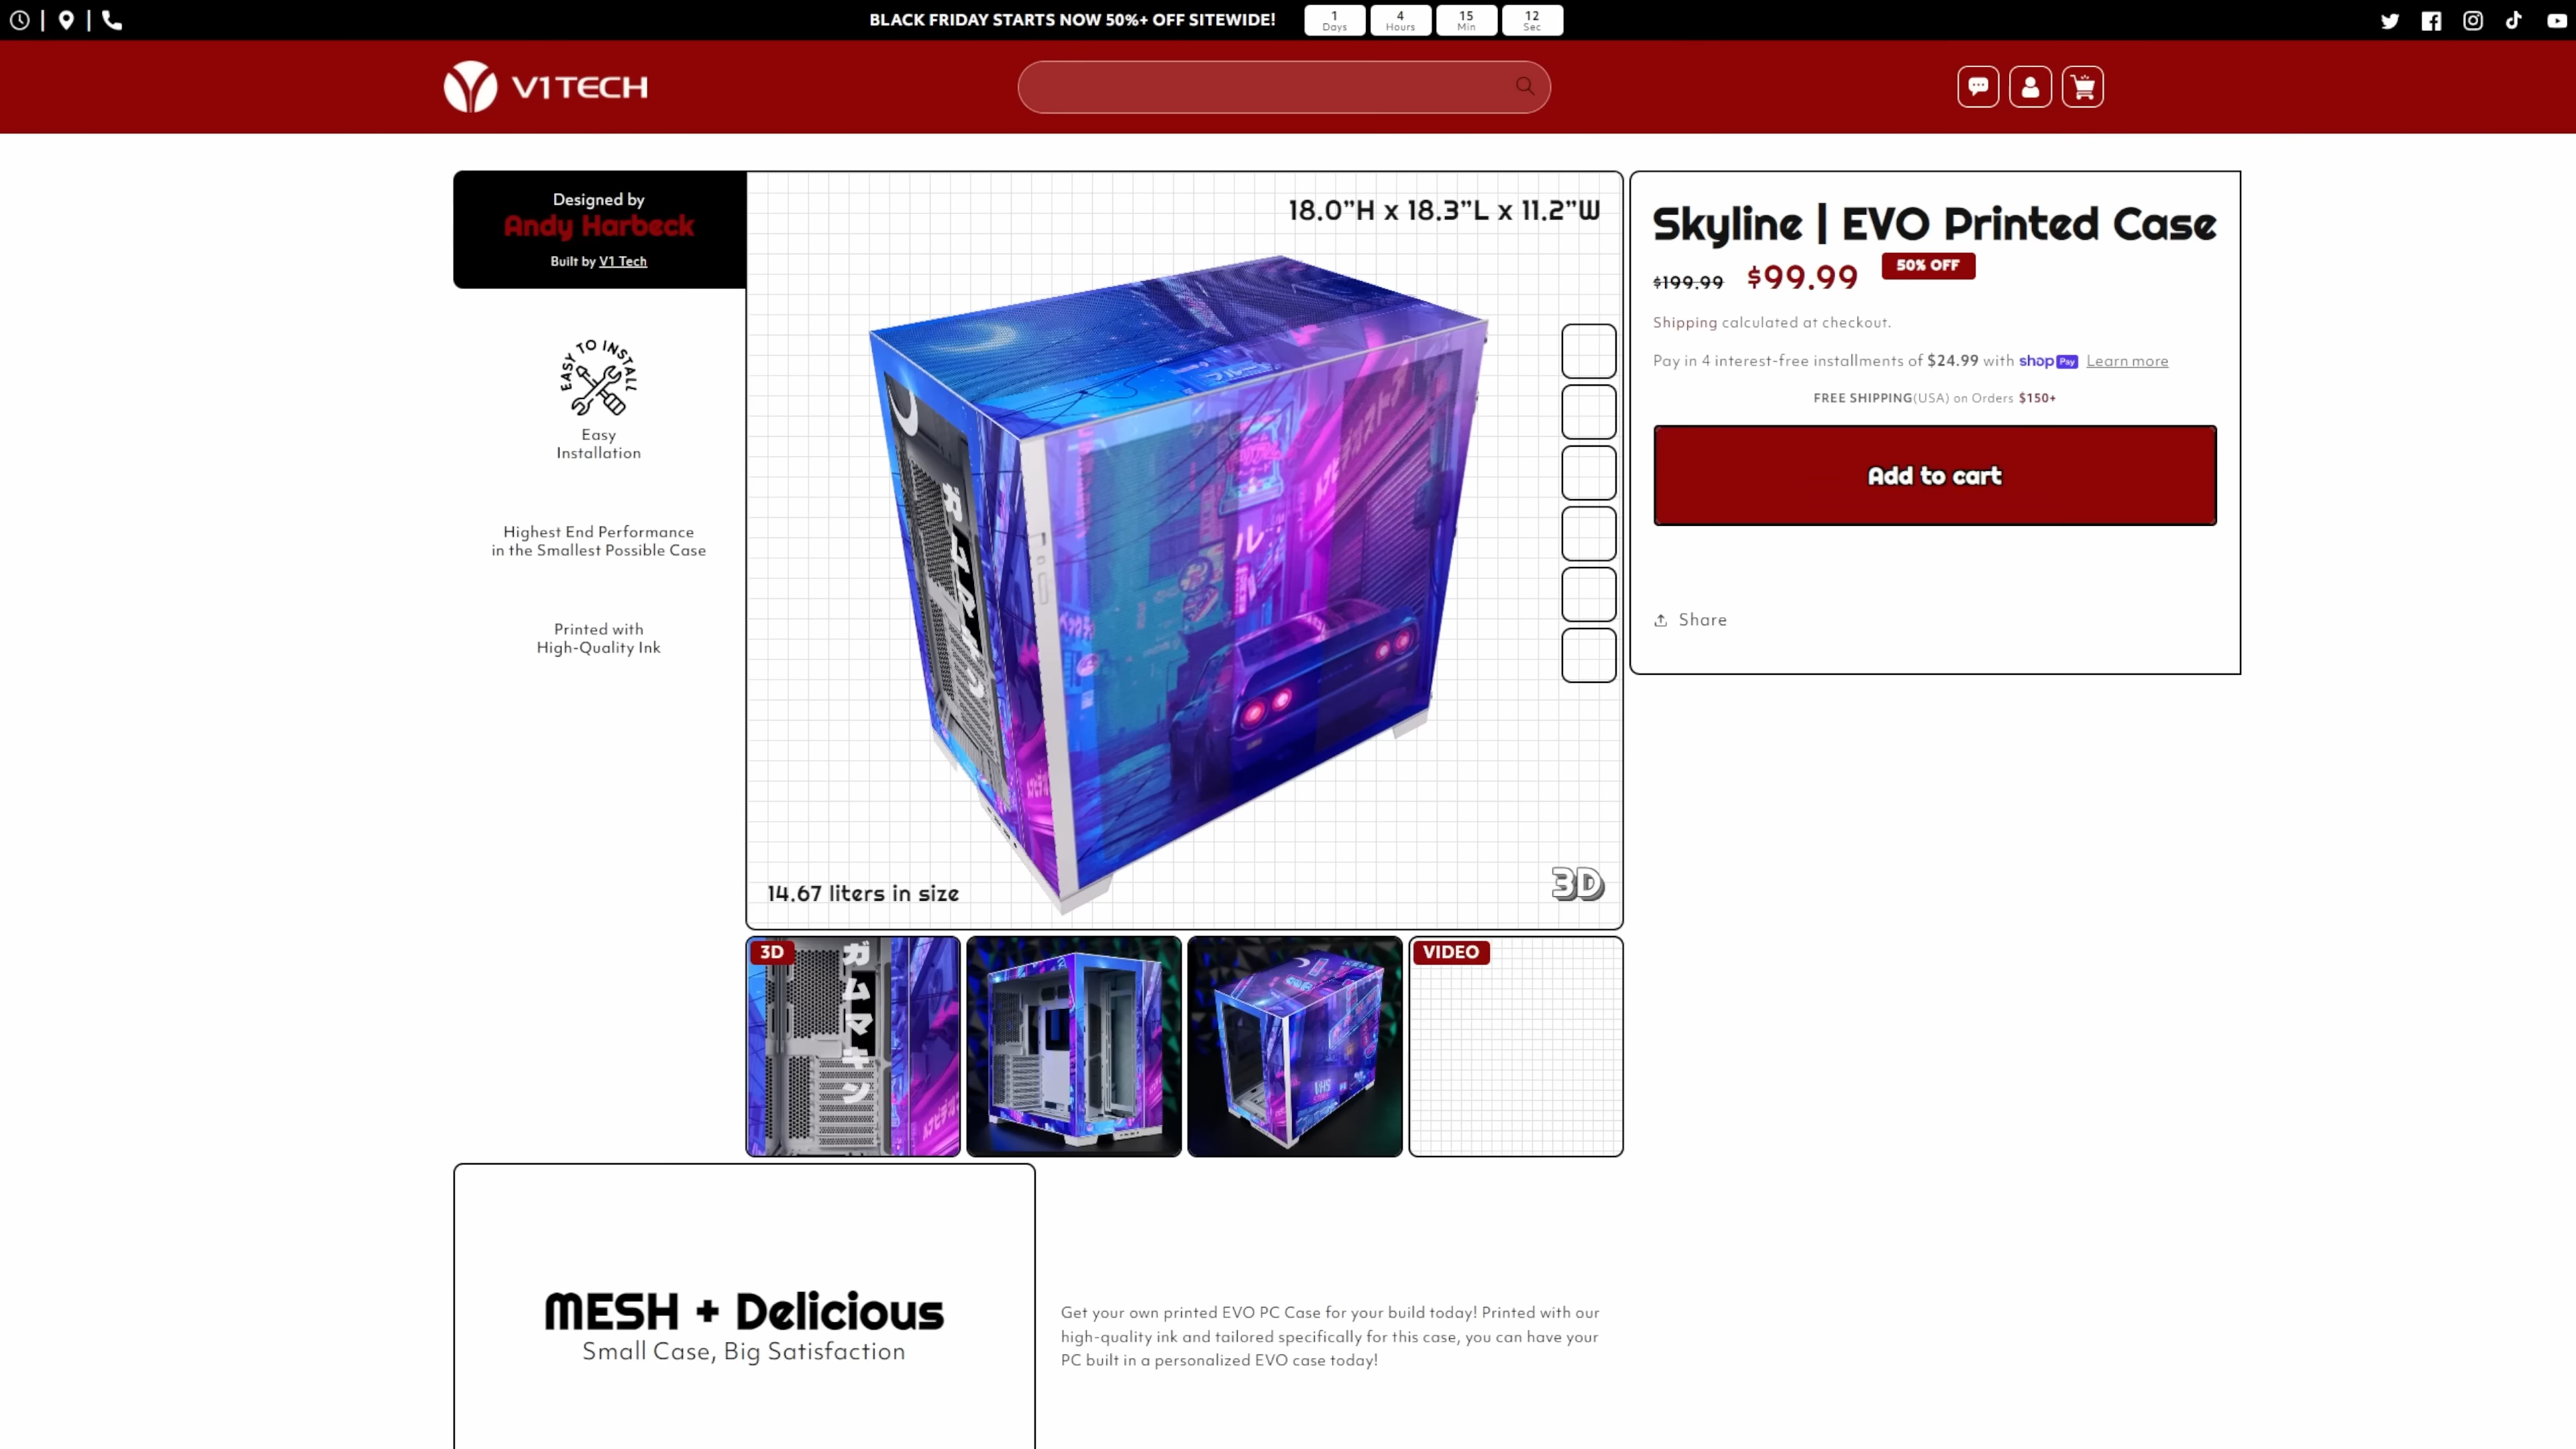 BLACK FRIDAY STARTS NOW 50%+ OFF SITEWIDE!
1 Days
4 Hours
15 Min
12 Sec
V1TECH
Designed by
Andy Harbeck
Built by V1 Tech
EASY TO INSTALL
Easy
Installation
Highest End Performance
in the Smallest Possible Case
Printed with
High-Quality Ink
18.0”H x 18.3”L x 11.2”W
14.67 liters in size
3D
Skyline | EVO Printed Case
$199.99 $99.99 50% OFF
Shipping calculated at checkout.
Pay in 4 interest-free installments of $24.99 with shop Pay Learn more
FREE SHIPPING(USA) on Orders $150+
Add to cart
Share
3D
ガムマキン
VHS
VIDEO
MESH + Delicious
Small Case, Big Satisfaction
Get your own printed EVO PC Case for your build today! Printed with our
high-quality ink and tailored specifically for this case, you can have your
PC built in a personalized EVO case today!